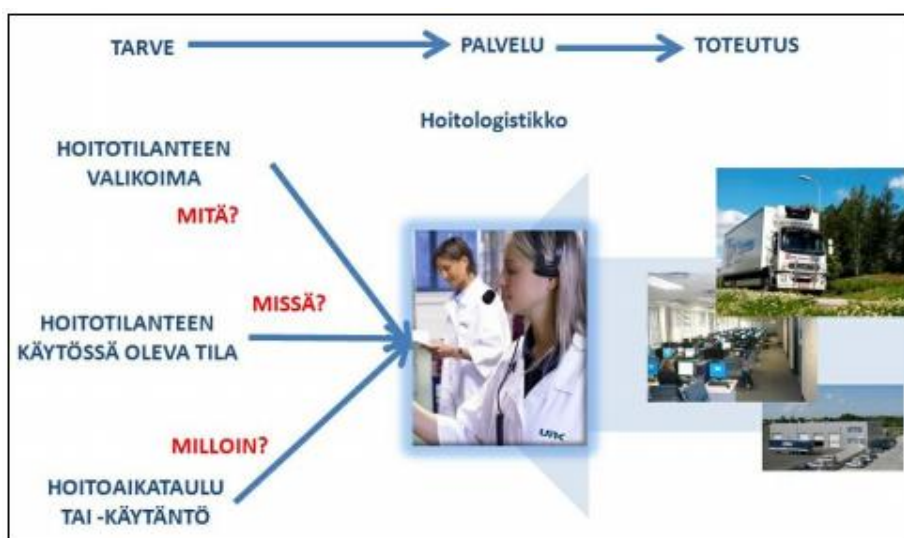 TARVE
PALVELU
TOTEUTUS
Hoitologistikko
HOITOTILANTEEN
VALIKOIMA
MITÄ?
MISSÄ?
HOITOTILANTEEN
KÄYTÖSSÄ OLEVA TILA
MILLOIN?
HOITOAIKATAULU
TAI -KÄYTÄNTÖ